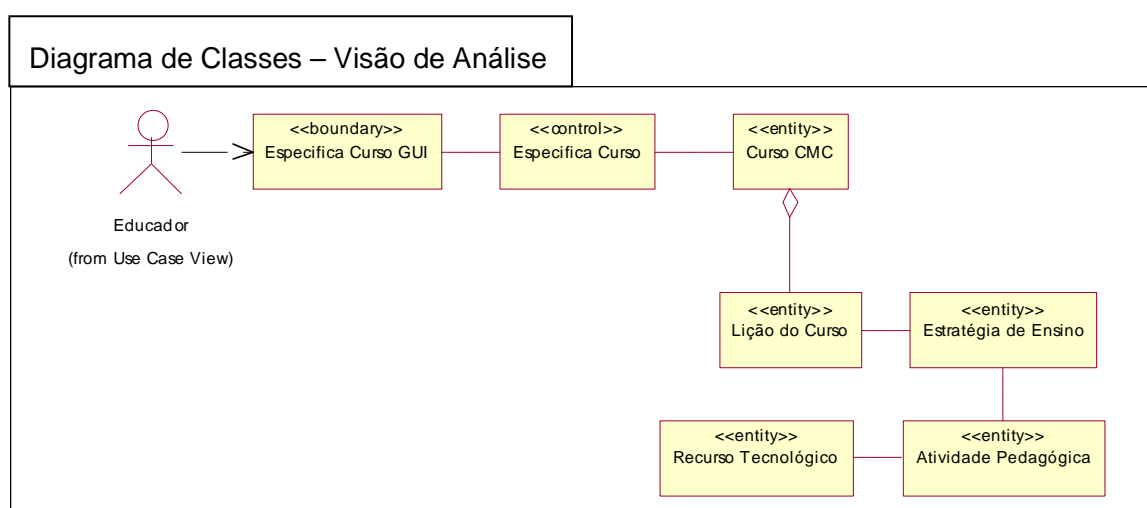 Diagrama de Classes – Visão de Análise
<<boundary>>
Especifica Curso GUI
<<control>>
Especifica Curso
<<entity>>
Curso CMC
Educador
(from Use Case View)
<<entity>>
Lição do Curso
<<entity>>
Estratégia de Ensino
<<entity>>
Recurso Tecnológico
<<entity>>
Atividade Pedagógica